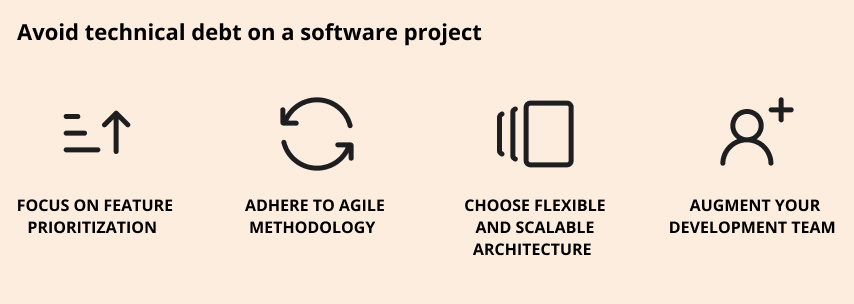 Avoid technical debt on a software project
FOCUS ON FEATURE
PRIORITIZATION
ADHERE TO AGILE
METHODOLOGY
CHOOSE FLEXIBLE
AND SCALABLE
ARCHITECTURE
AUGMENT YOUR
DEVELOPMENT TEAM